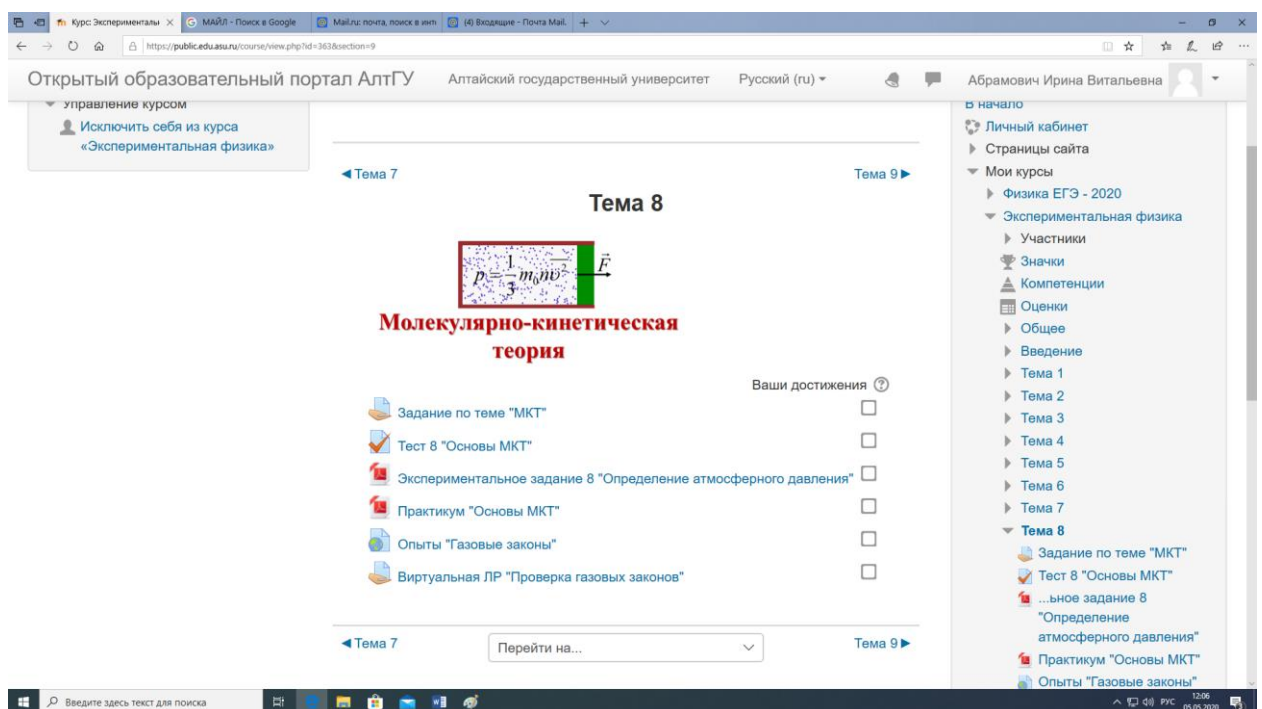 Курс: Эксперименталы
МАЙЛ - Поиск в Google
Mail.ru: почта, поиск в инте
(4) Входящие - Почта Mail.
https://public.edu.asu.ru/course/view.php?id=363&section=9
Открытый образовательный портал АлтГУ
Алтайский государственный университет
Русский (ru)
Абрамович Ирина Витальевна
Управление курсом
Исключить себя из курса
«Экспериментальная физика»
◄Тема 7
Тема 9►
Тема 8
p = 1/3 m₀nv²
F
Молекулярно-кинетическая
теория
Ваши достижения
Задание по теме "МКТ"
Тест 8 "Основы МКТ"
Экспериментальное задание 8 "Определение атмосферного давления"
Практикум "Основы МКТ"
Опыты "Газовые законы"
Виртуальная ЛР "Проверка газовых законов"
◄Тема 7
Перейти на...
Тема 9►
В начало
Личный кабинет
Страницы сайта
Мои курсы
Физика ЕГЭ - 2020
Экспериментальная физика
Участники
Значки
Компетенции
Оценки
Общее
Введение
Тема 1
Тема 2
Тема 3
Тема 4
Тема 5
Тема 6
Тема 7
Тема 8
Задание по теме "МКТ"
Тест 8 "Основы МКТ"
...ьное задание 8
"Определение
атмосферного давления"
Практикум "Основы МКТ"
Опыты "Газовые законы"
Введите здесь текст для поиска
РУС
12:06
05.05.2020